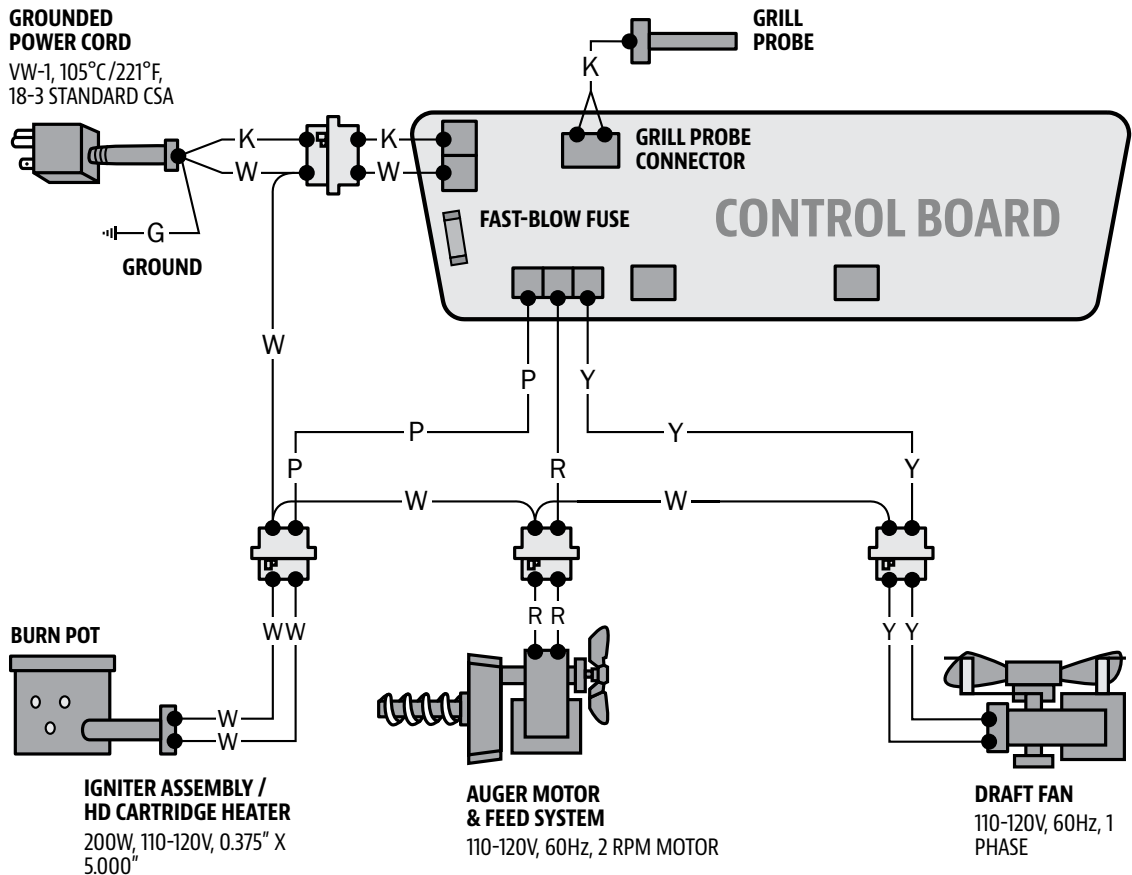 GROUNDED
POWER CORD
VW-1, 105°C/221°F,
18-3 STANDARD CSA
GRILL
PROBE
K
GRILL PROBE
CONNECTOR
K
K
W
W
FAST-BLOW FUSE
CONTROL BOARD
G
GROUND
W
P
Y
P
Y
P
R
Y
W
W
R R
W W
Y Y
BURN POT
W
W
IGNITER ASSEMBLY /
HD CARTRIDGE HEATER
200W, 110-120V, 0.375" X
5.000"
AUGER MOTOR
& FEED SYSTEM
110-120V, 60Hz, 2 RPM MOTOR
DRAFT FAN
110-120V, 60Hz, 1
PHASE